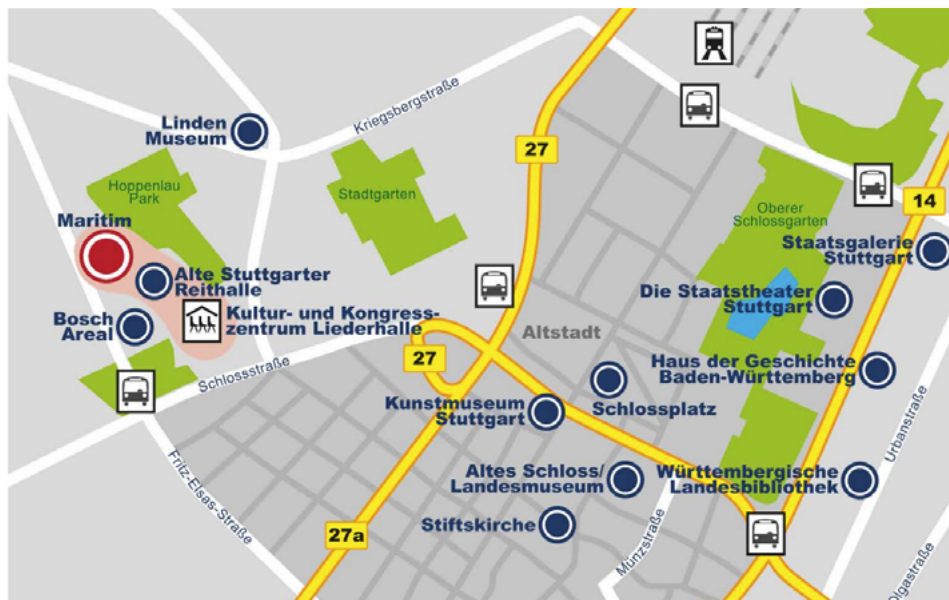 Linden
Museum
Kriegsbergstraße
27
Hoppenlau
Park
Stadtgarten
Oberer
Schlossgarten
14
Maritim
Staatsgalerie
Stuttgart
Alte Stuttgarter
Reithalle
Die Staatstheater
Stuttgart
Bosch
Areal
Kultur- und Kongress-
zentrum Liederhalle
Altstadt
27
Schlossstraße
Haus der Geschichte
Baden-Württemberg
Kunstmuseum
Stuttgart
Schlossplatz
Urbanstraße
Altes Schloss/
Landesmuseum
Württembergische
Landesbibliothek
Fritz-Elsas-Straße
Stiftskirche
27a
Münzstraße
Olgastraße